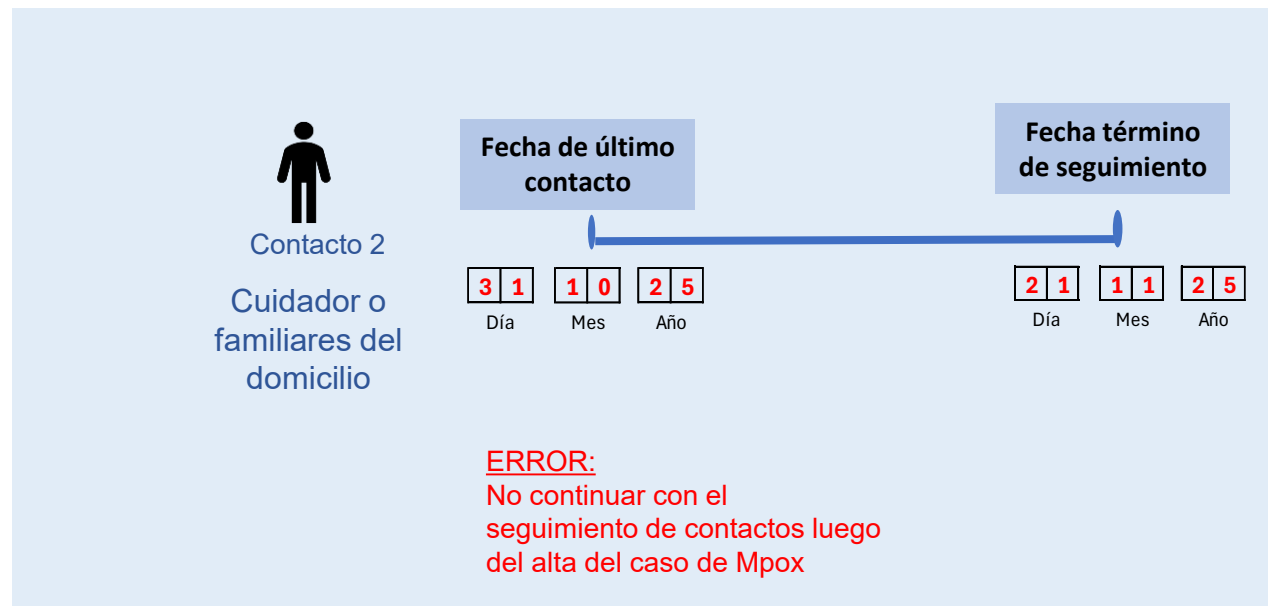 Fecha de último
contacto
Fecha término
de seguimiento
Contacto 2
Cuidador o
familiares del
domicilio
3 1 1 0 2 5
Día Mes Año
2 1 1 1 2 5
Día Mes Año
ERROR:
No continuar con el
seguimiento de contactos luego
del alta del caso de Mpox